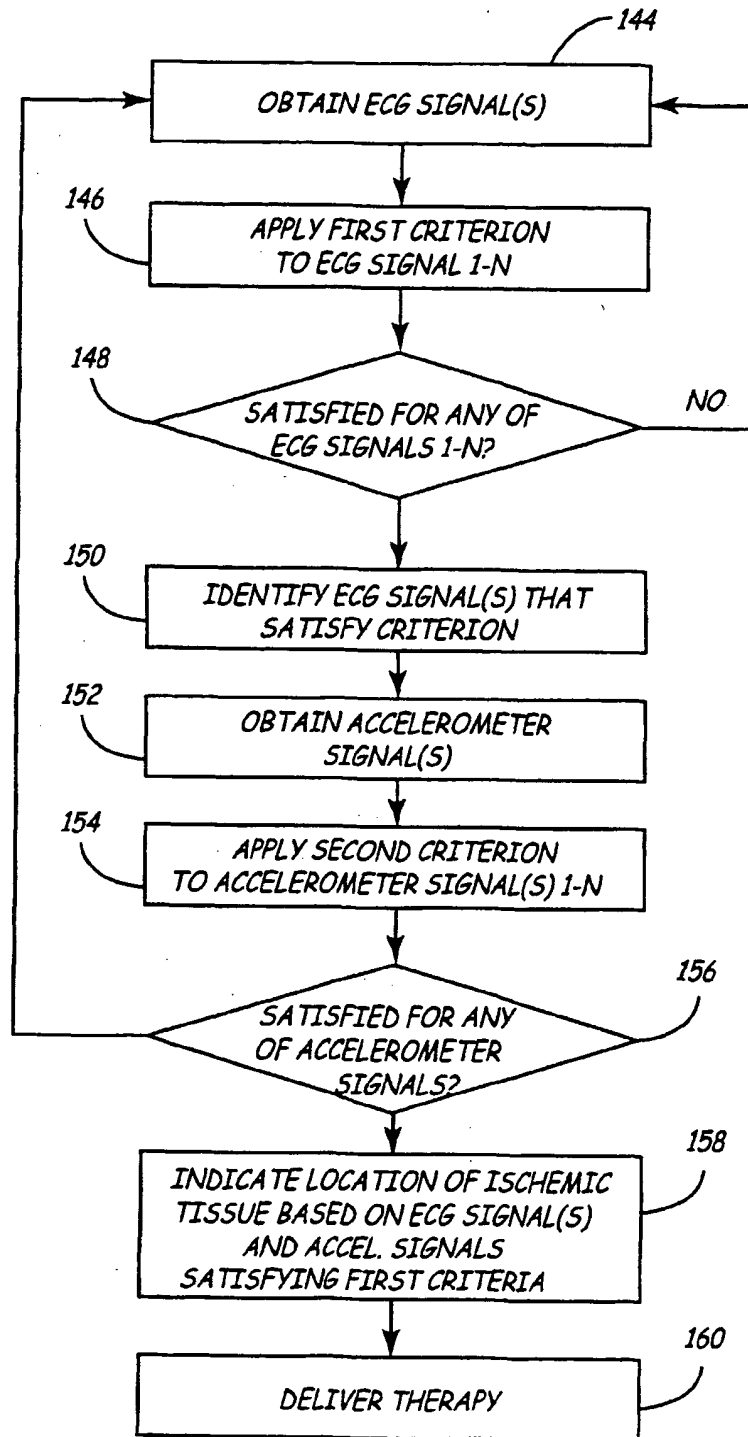 144
OBTAIN ECG SIGNAL(S)
146
APPLY FIRST CRITERION
TO ECG SIGNAL 1-N
148
SATISFIED FOR ANY OF
ECG SIGNALS 1-N?
NO
150
IDENTIFY ECG SIGNAL(S) THAT
SATISFY CRITERION
152
OBTAIN ACCELEROMETER
SIGNAL(S)
154
APPLY SECOND CRITERION
TO ACCELEROMETER SIGNAL(S) 1-N
156
SATISFIED FOR ANY
OF ACCELEROMETER
SIGNALS?
158
INDICATE LOCATION OF ISCHEMIC
TISSUE BASED ON ECG SIGNAL(S)
AND ACCEL. SIGNALS
SATISFYING FIRST CRITERIA
160
DELIVER THERAPY